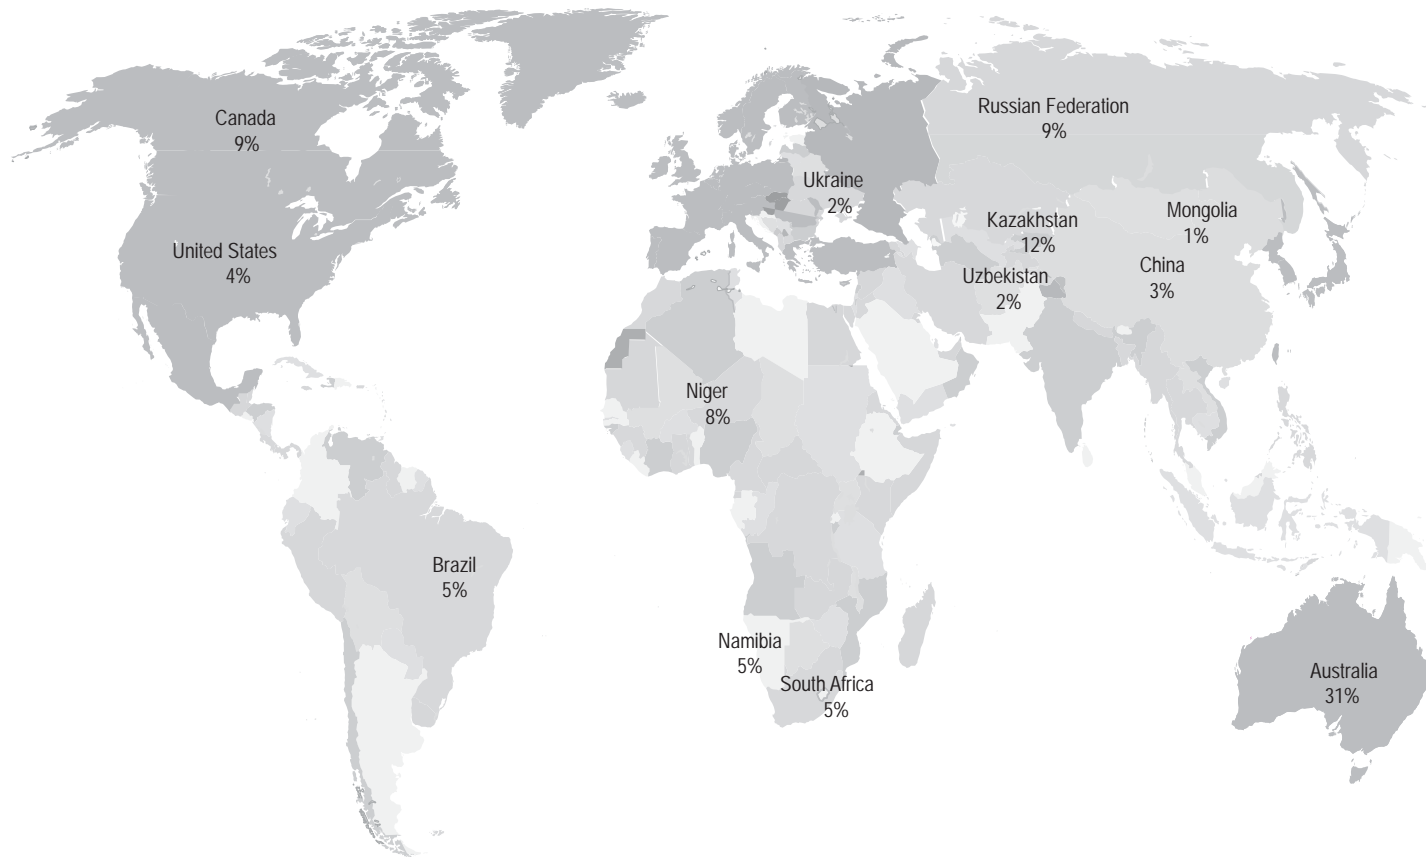 Canada
9%
United States
4%
Russian Federation
9%
Ukraine
2%
Kazakhstan
12%
Mongolia
1%
Uzbekistan
2%
China
3%
Niger
8%
Brazil
5%
Namibia
5%
South Africa
5%
Australia
31%